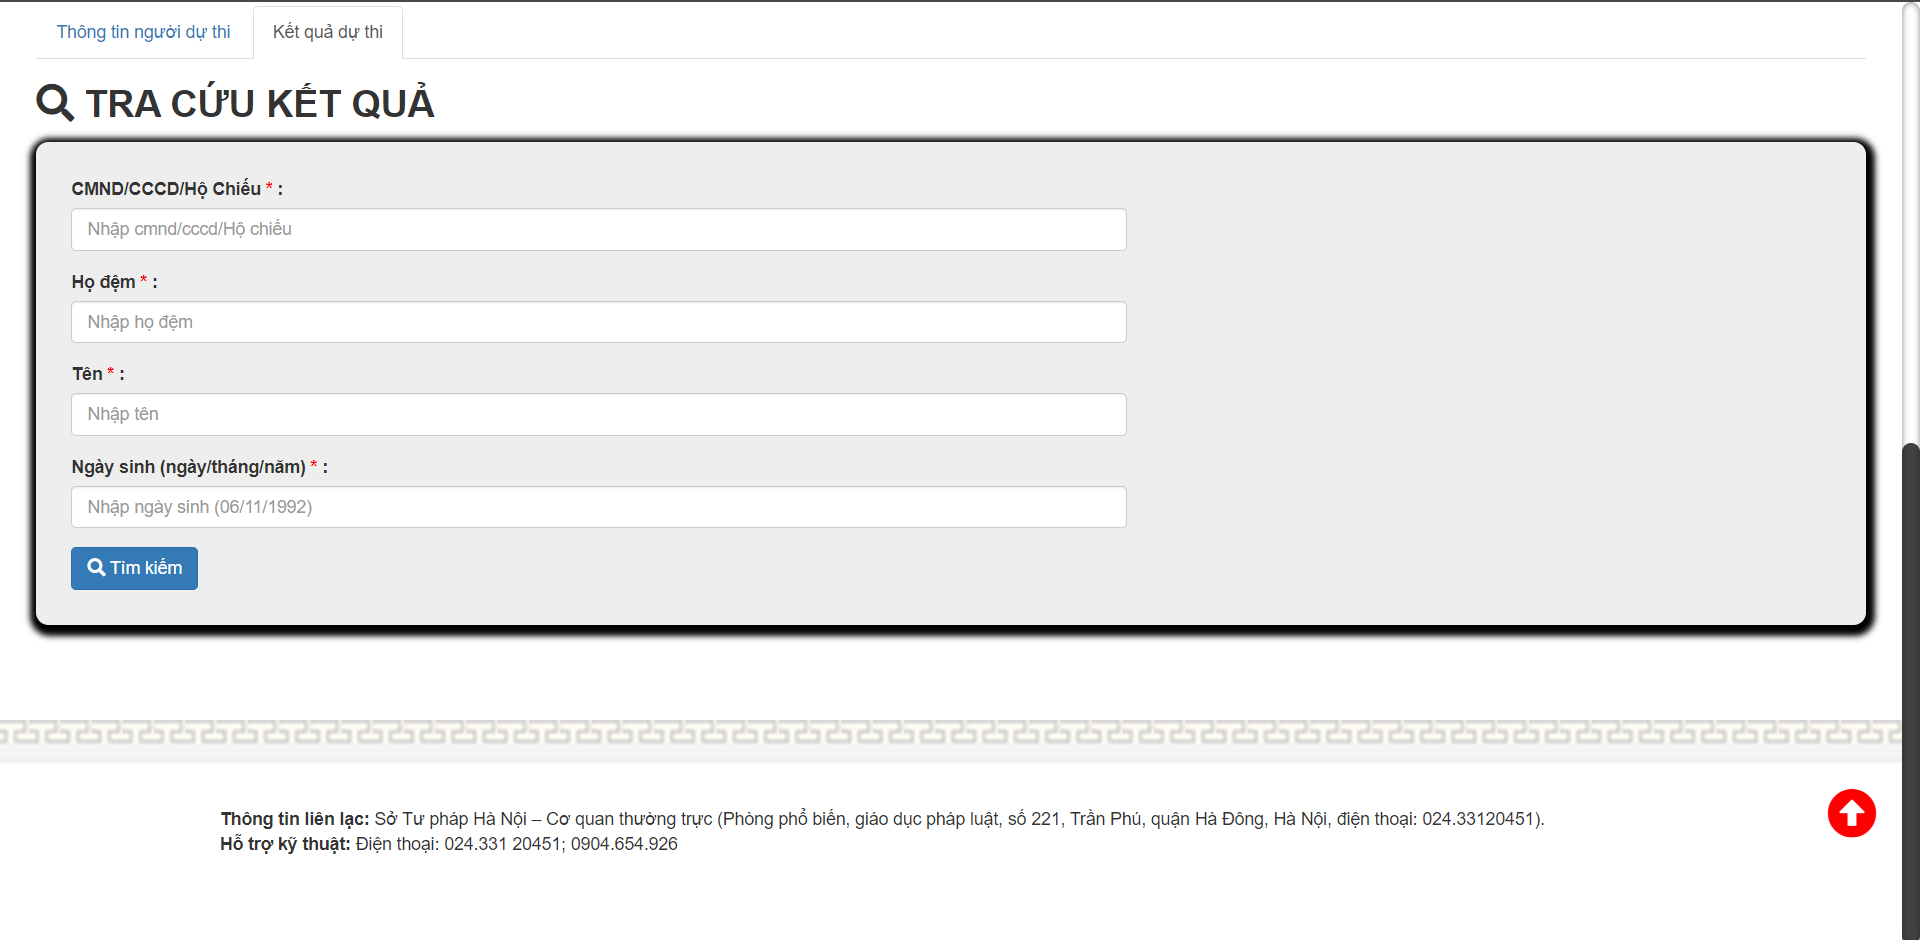 Thông tin người dự thi
Kết quả dự thi
TRA CỨU KẾT QUẢ
CMND/CCCD/Hộ Chiếu * :
Nhập cmnd/cccd/Hộ chiếu
Họ đệm * :
Nhập họ đệm
Tên * :
Nhập tên
Ngày sinh (ngày/tháng/năm) * :
Nhập ngày sinh (06/11/1992)
Tìm kiếm
Thông tin liên lạc: Sở Tư pháp Hà Nội – Cơ quan thường trực (Phòng phổ biến, giáo dục pháp luật, số 221, Trần Phú, quận Hà Đông, Hà Nội, điện thoại: 024.33120451).
Hỗ trợ kỹ thuật: Điện thoại: 024.331 20451; 0904.654.926